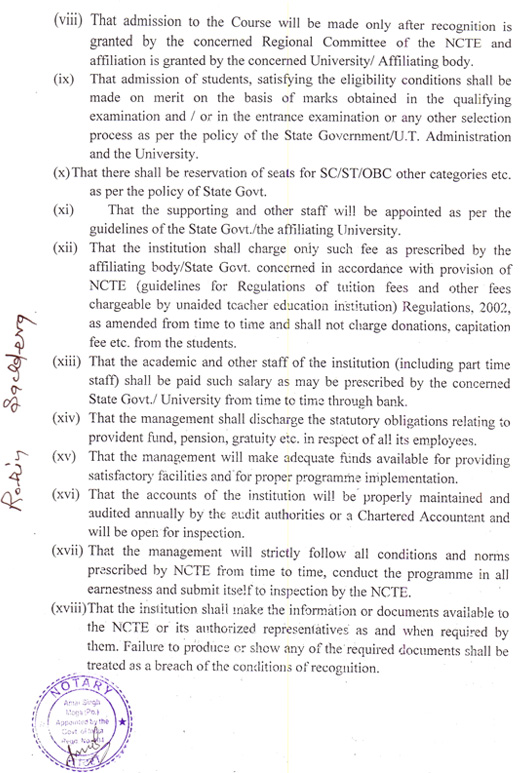 (viii) That admission to the Course will be made only after recognition is
granted by the concerned Regional Committee of the NCTE and
affiliation is granted by the concerned University/ Affiliating body.
(ix) That admission of students, satisfying the eligibility conditions shall be
made on merit on the basis of marks obtained in the qualifying
examination and / or in the entrance examination or any other selection
process as per the policy of the State Government/U.T. Administration
and the University.
(x)That there shall be reservation of seats for SC/ST/OBC other categories etc.
as per the policy of State Govt.
(xi) That the supporting and other staff will be appointed as per the
guidelines of the State Govt./the affiliating University.
(xii) That the institution shall charge only such fee as prescribed by the
affiliating body/State Govt. concerned in accordance with provision of
NCTE (guidelines for Regulations of tuition fees and other fees
chargeable by unaided teacher education institution) Regulations, 2002,
as amended from time to time and shall not charge donations, capitation
fee etc. from the students.
(xiii) That the academic and other staff of the institution (including part time
staff) shall be paid such salary as may be prescribed by the concerned
State Govt./ University from time to time through bank.
(xiv) That the management shall discharge the statutory obligations relating to
provident fund, pension, gratuity etc. in respect of all its employees.
(xv) That the management will make adequate funds available for providing
satisfactory facilities and for proper programme implementation.
(xvi) That the accounts of the institution will be properly maintained and
audited annually by the audit authorities or a Chartered Accountant and
will be open for inspection.
(xvii) That the management will strictly follow all conditions and norms
prescribed by NCTE from time to time, conduct the programme in all
earnestness and submit itself to inspection by the NCTE.
(xviii)That the institution shall make the information or documents available to
the NCTE or its authorized representatives as and when required by
them. Failure to produce or show any of the required documents shall be
treated as a breach of the conditions of recognition.
NOTARY
Singh
Moga (Pb.)
Appointed by the
Govt. of